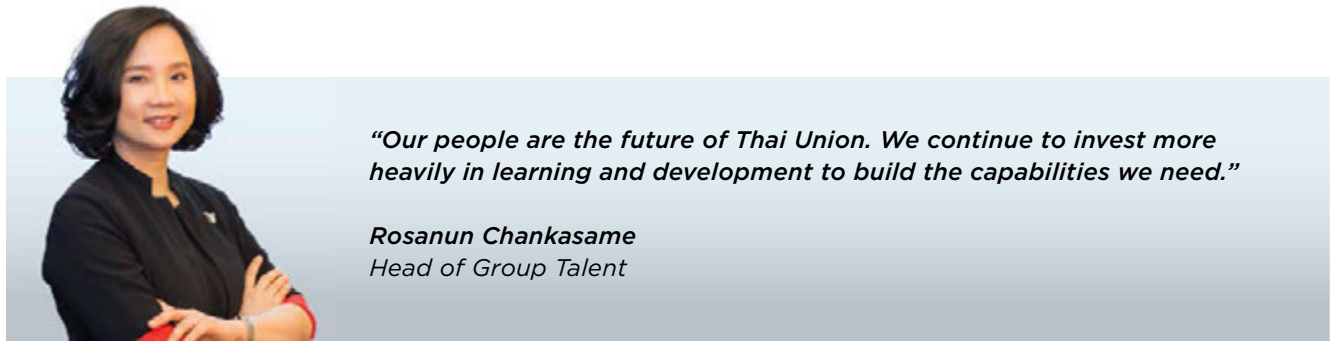 “Our people are the future of Thai Union. We continue to invest more
heavily in learning and development to build the capabilities we need.”
Rosanun Chankasame
Head of Group Talent